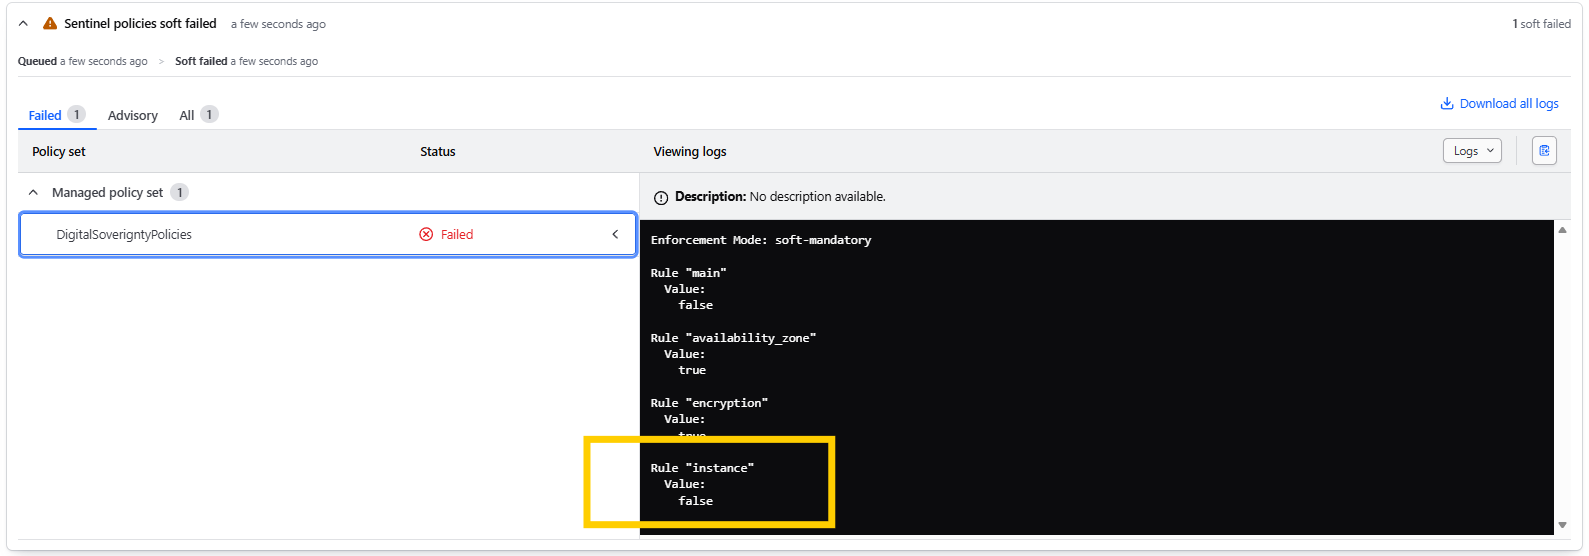 Sentinel policies soft failed a few seconds ago 1 soft failed
Queued a few seconds ago > Soft failed a few seconds ago
Failed 1 Advisory All 1 Download all logs
Policy set Status Viewing logs Logs
Managed policy set 1
Description: No description available.
DigitalSoverigntyPolicies Failed
Enforcement Mode: soft-mandatory
Rule "main"
Value:
false
Rule "availability_zone"
Value:
true
Rule "encryption"
Value:
true
Rule "instance"
Value:
false